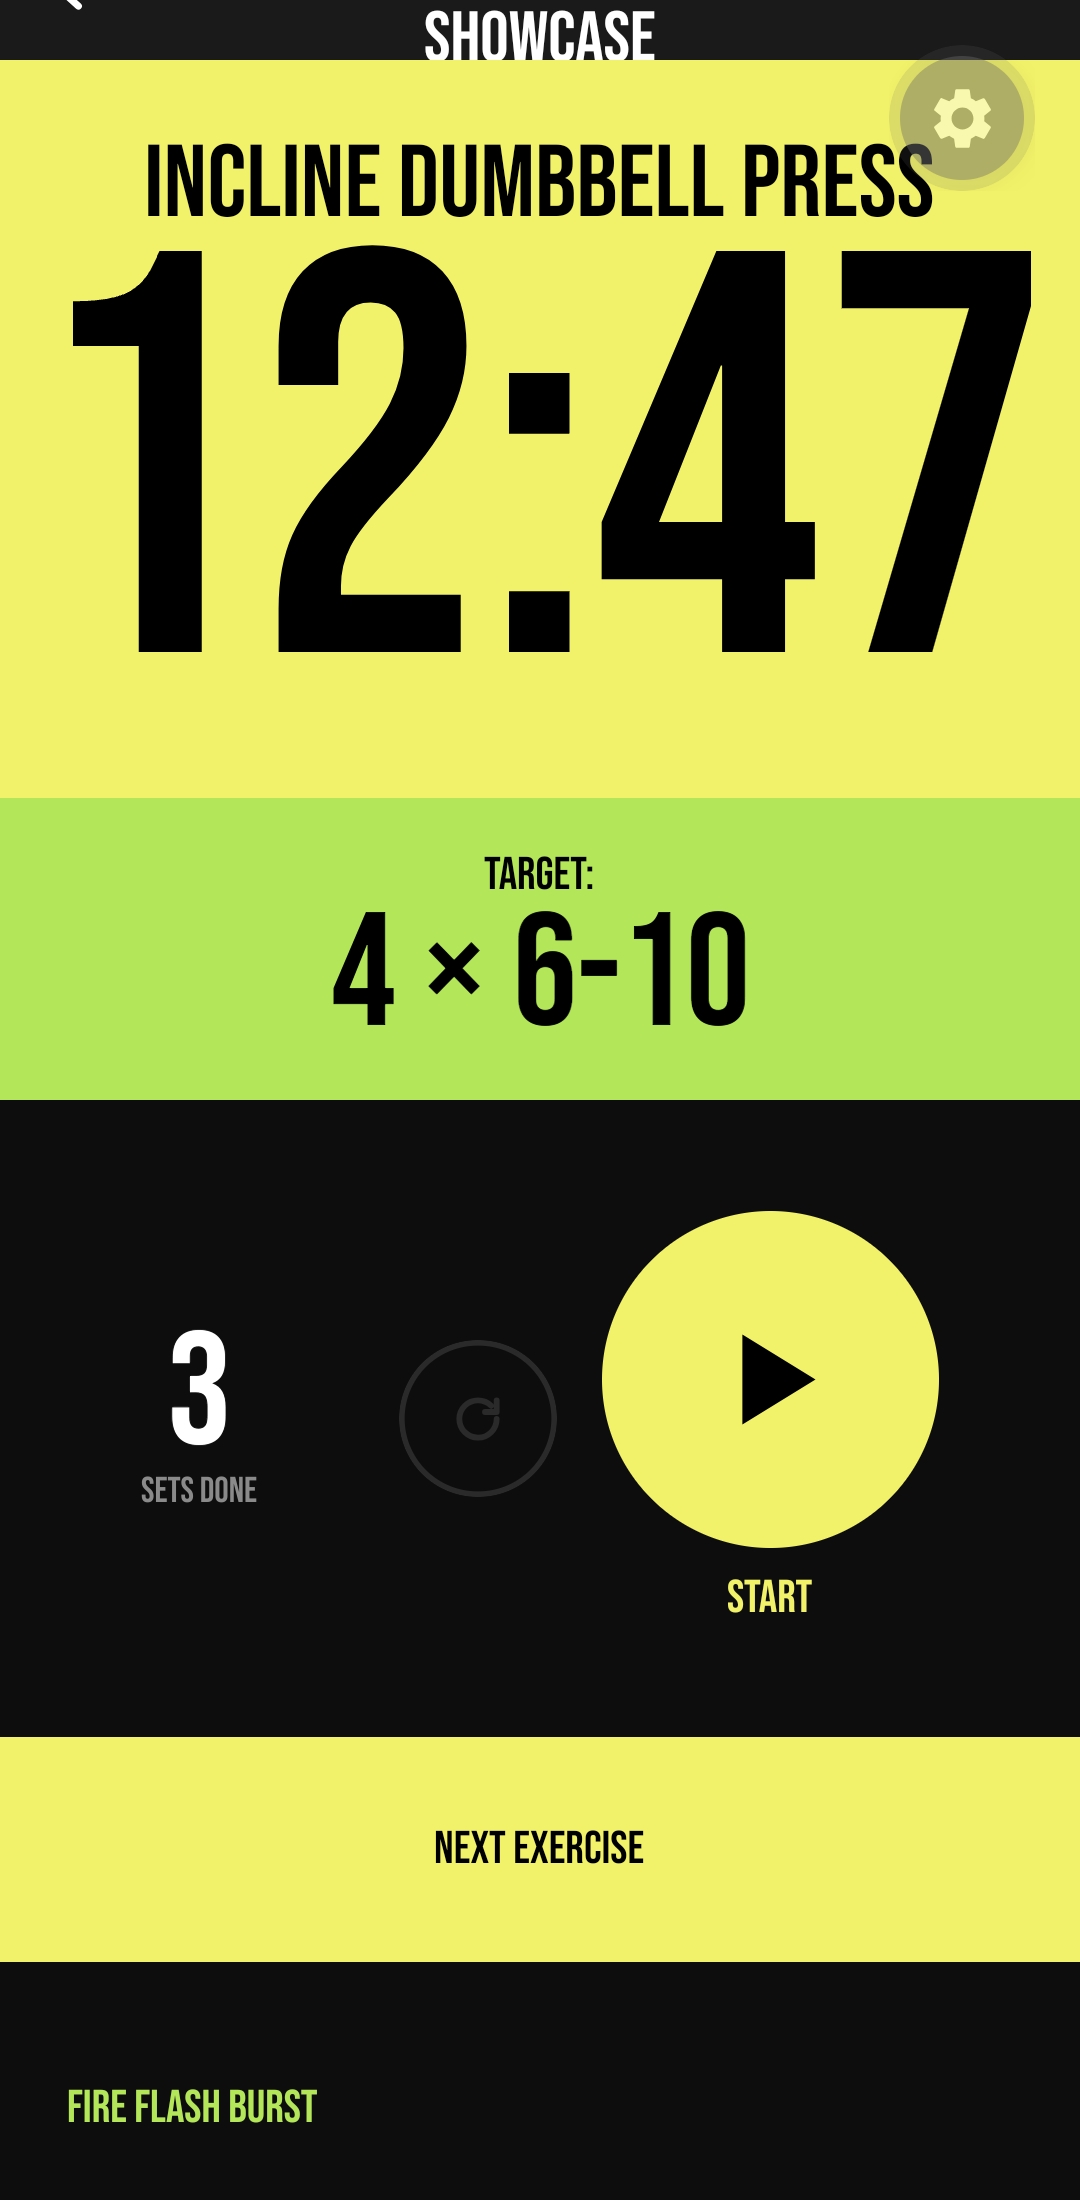 SHOWCASE
INCLINE DUMBBELL PRESS
12:47
TARGET:
4 × 6-10
3
SETS DONE
START
NEXT EXERCISE
FIRE FLASH BURST